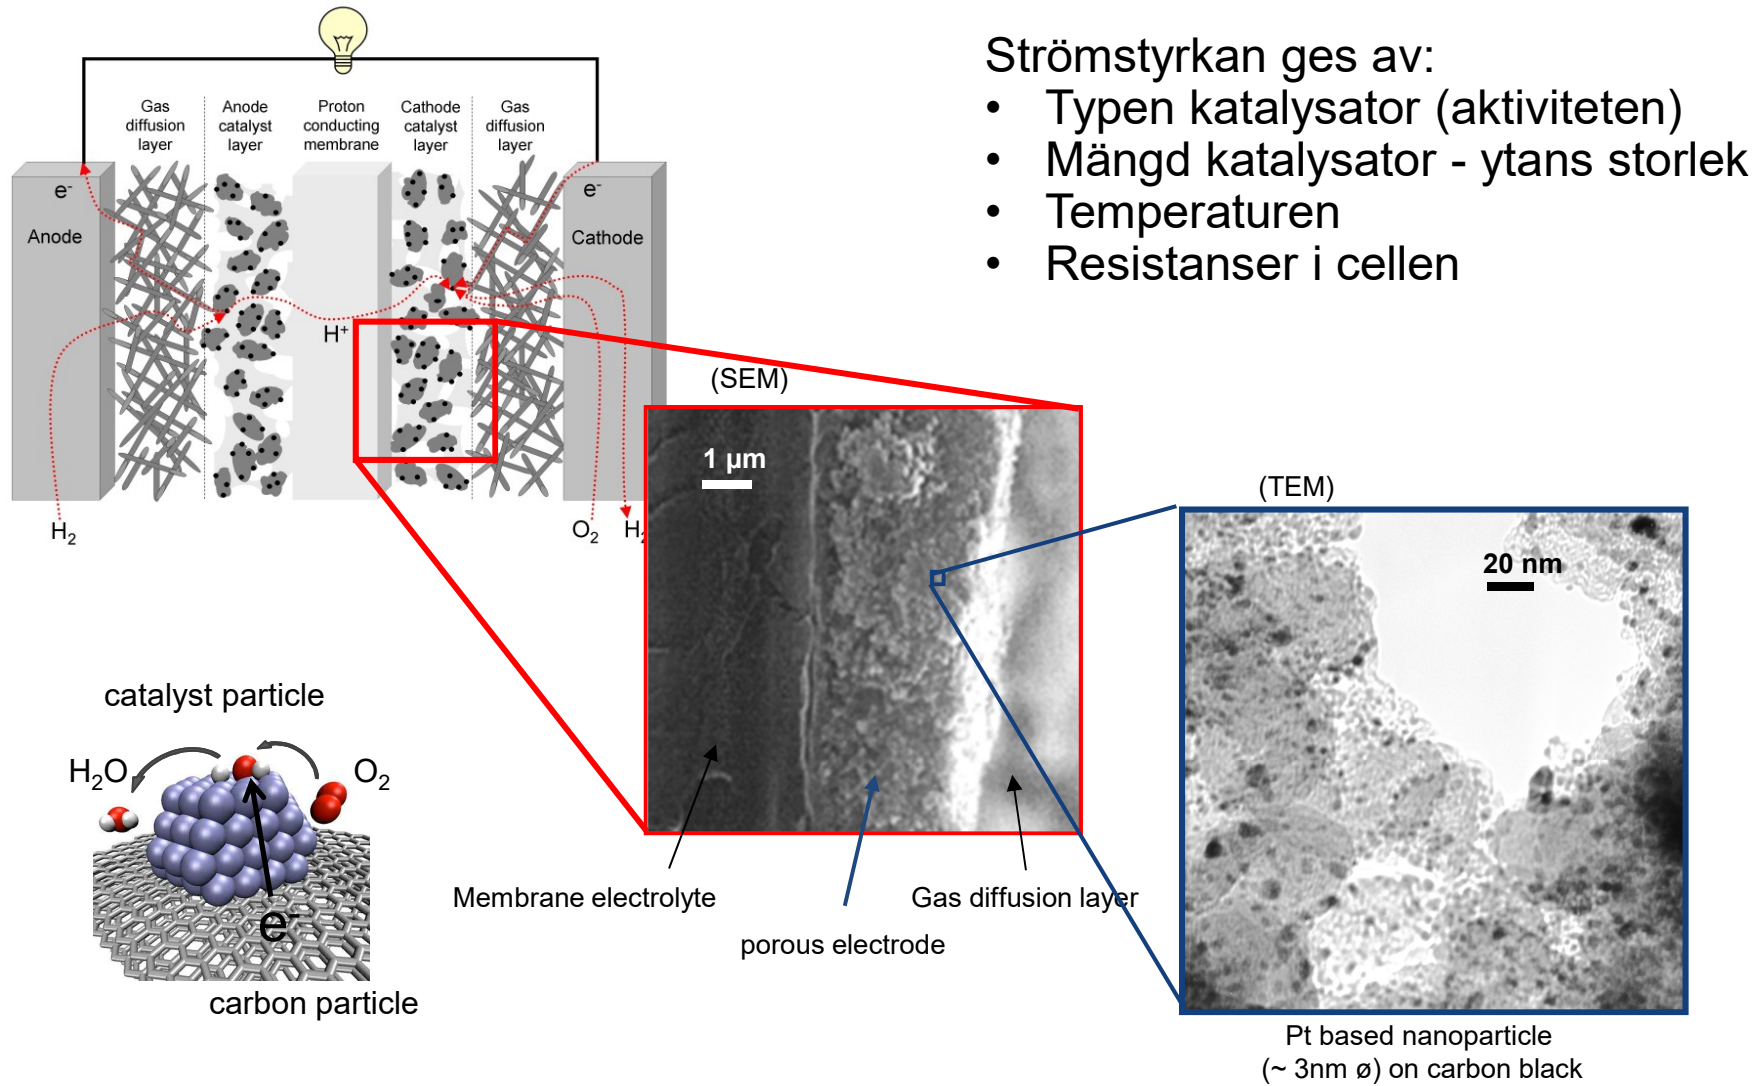 Strömstyrkan ges av:
• Typen katalysator (aktiviteten)
• Mängd katalysator - ytans storlek
• Temperaturen
• Resistanser i cellen
Gas
diffusion
layer
Anode
catalyst
layer
Proton
conducting
membrane
Cathode
catalyst
layer
Gas
diffusion
layer
e-
Anode
e-
Cathode
H+
H2
O2
H2
(SEM)
1 µm
(TEM)
20 nm
catalyst particle
H2O
O2
e-
carbon particle
Membrane electrolyte
porous electrode
Gas diffusion layer
Pt based nanoparticle
(~ 3nm ø) on carbon black